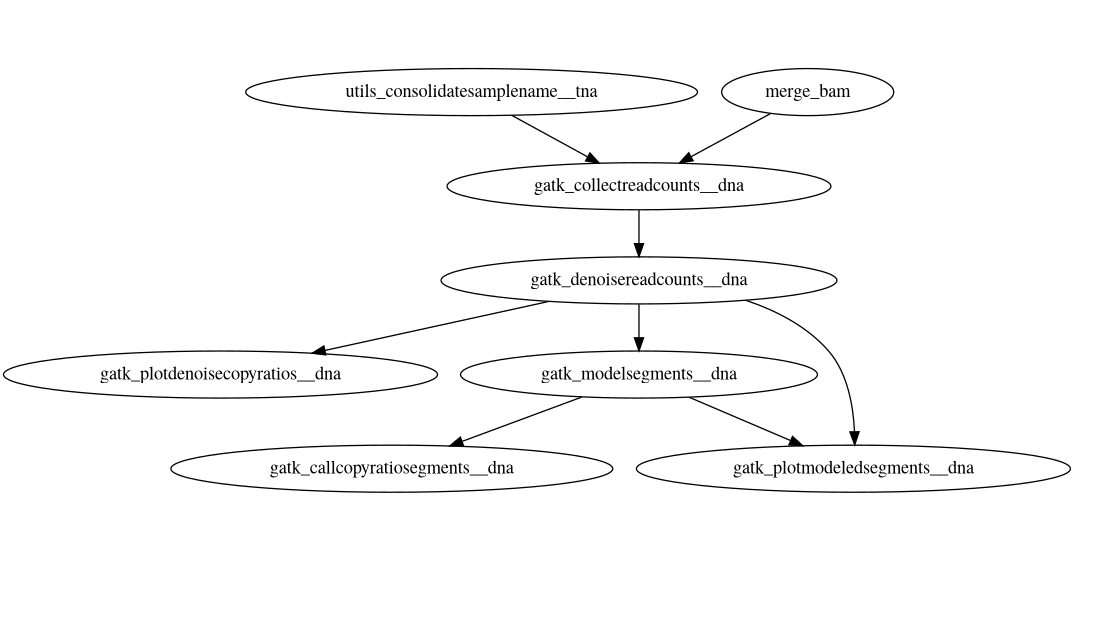 utils_consolidatesamplename__tna
merge_bam
gatk_collectreadcounts__dna
gatk_denoisereadcounts__dna
gatk_plotdenoisecopyratios__dna
gatk_modelsegments__dna
gatk_callcopyratiosegments__dna
gatk_plotmodeledsegments__dna